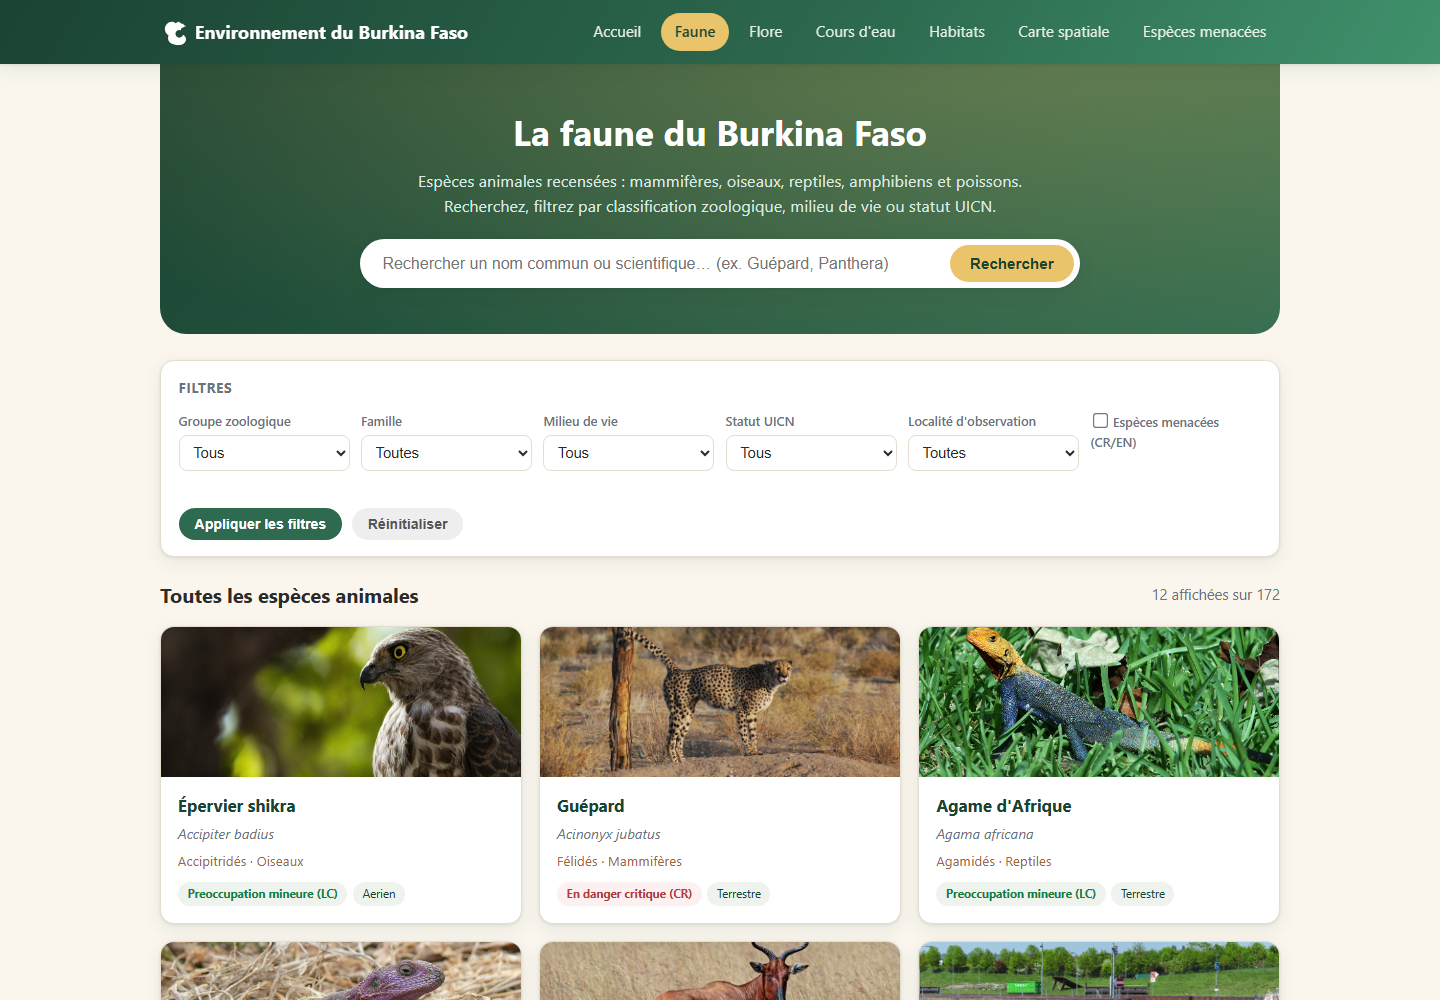 Environnement du Burkina Faso
Accueil
Faune
Flore
Cours d'eau
Habitats
Carte spatiale
Espèces menacées
La faune du Burkina Faso
Espèces animales recensées : mammifères, oiseaux, reptiles, amphibiens et poissons.
Recherchez, filtrez par classification zoologique, milieu de vie ou statut UICN.
Rechercher un nom commun ou scientifique… (ex. Guépard, Panthera)
Rechercher
FILTRES
Groupe zoologique
Tous
Famille
Toutes
Milieu de vie
Tous
Statut UICN
Tous
Localité d'observation
Toutes
Espèces menacées
(CR/EN)
Appliquer les filtres
Réinitialiser
Toutes les espèces animales
12 affichées sur 172
Épervier shikra
Accipiter badius
Accipitridés · Oiseaux
Preoccupation mineure (LC)
Aerien
Guépard
Acinonyx jubatus
Félidés · Mammifères
En danger critique (CR)
Terrestre
Agame d'Afrique
Agama africana
Agamidés · Reptiles
Preoccupation mineure (LC)
Terrestre